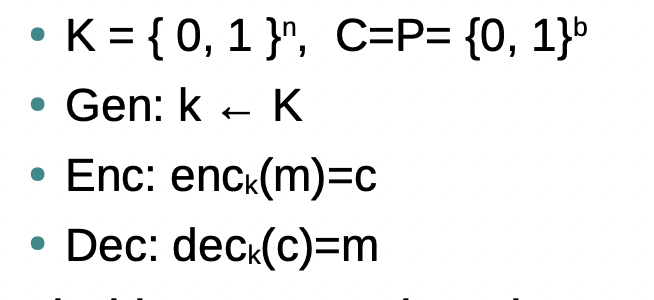 • K = { 0, 1 }ⁿ, C=P= {0, 1}ᵇ
• Gen: k ← K
• Enc: encₖ(m)=c
• Dec: decₖ(c)=m